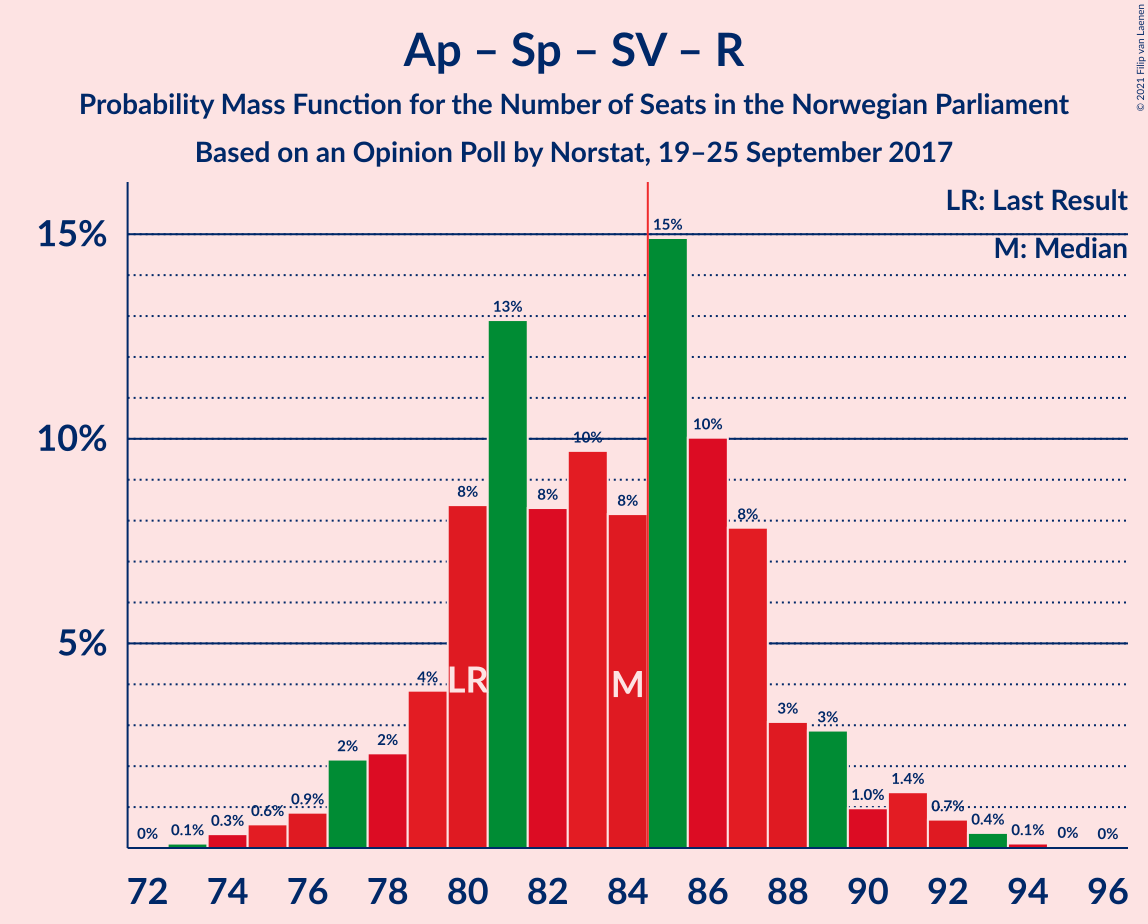 © 2021 Filip van Laenen
Ap – Sp – SV – R
Probability Mass Function for the Number of Seats in the Norwegian Parliament
Based on an Opinion Poll by Norstat, 19–25 September 2017
LR: Last Result
M: Median
15%
10%
5%
0% 0.1% 0.3% 0.6% 0.9% 2% 2% 4% 8% 13% 8% 10% 8% 15% 10% 8% 3% 3% 1.0% 1.4% 0.7% 0.4% 0.1% 0% 0%
LR M
72 74 76 78 80 82 84 86 88 90 92 94 96